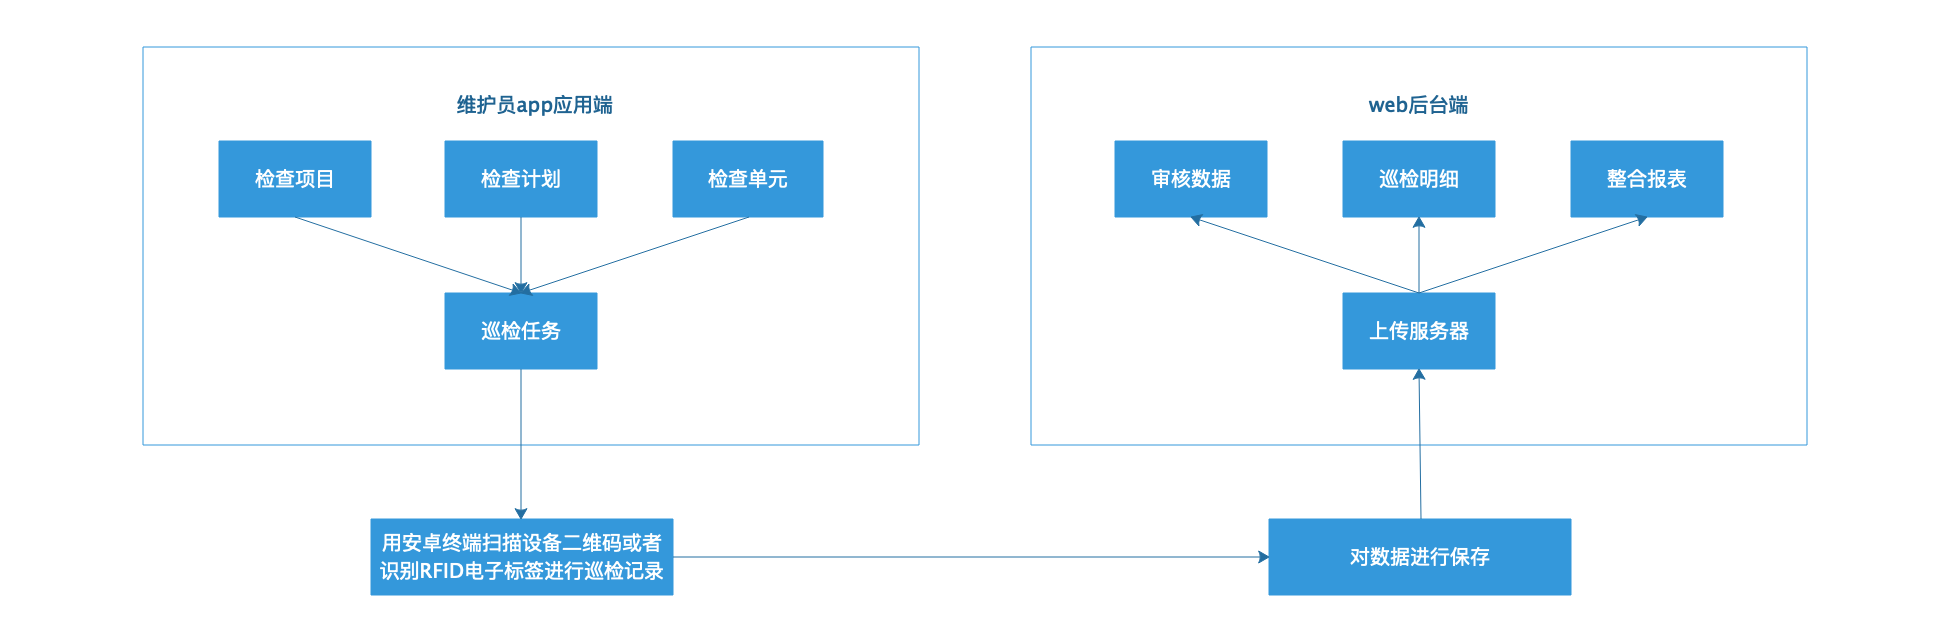 维护员app应用端
检查项目
检查计划
检查单元
巡检任务
用安卓终端扫描设备二维码或者
识别RFID电子标签进行巡检记录
web后台端
审核数据
巡检明细
整合报表
上传服务器
对数据进行保存